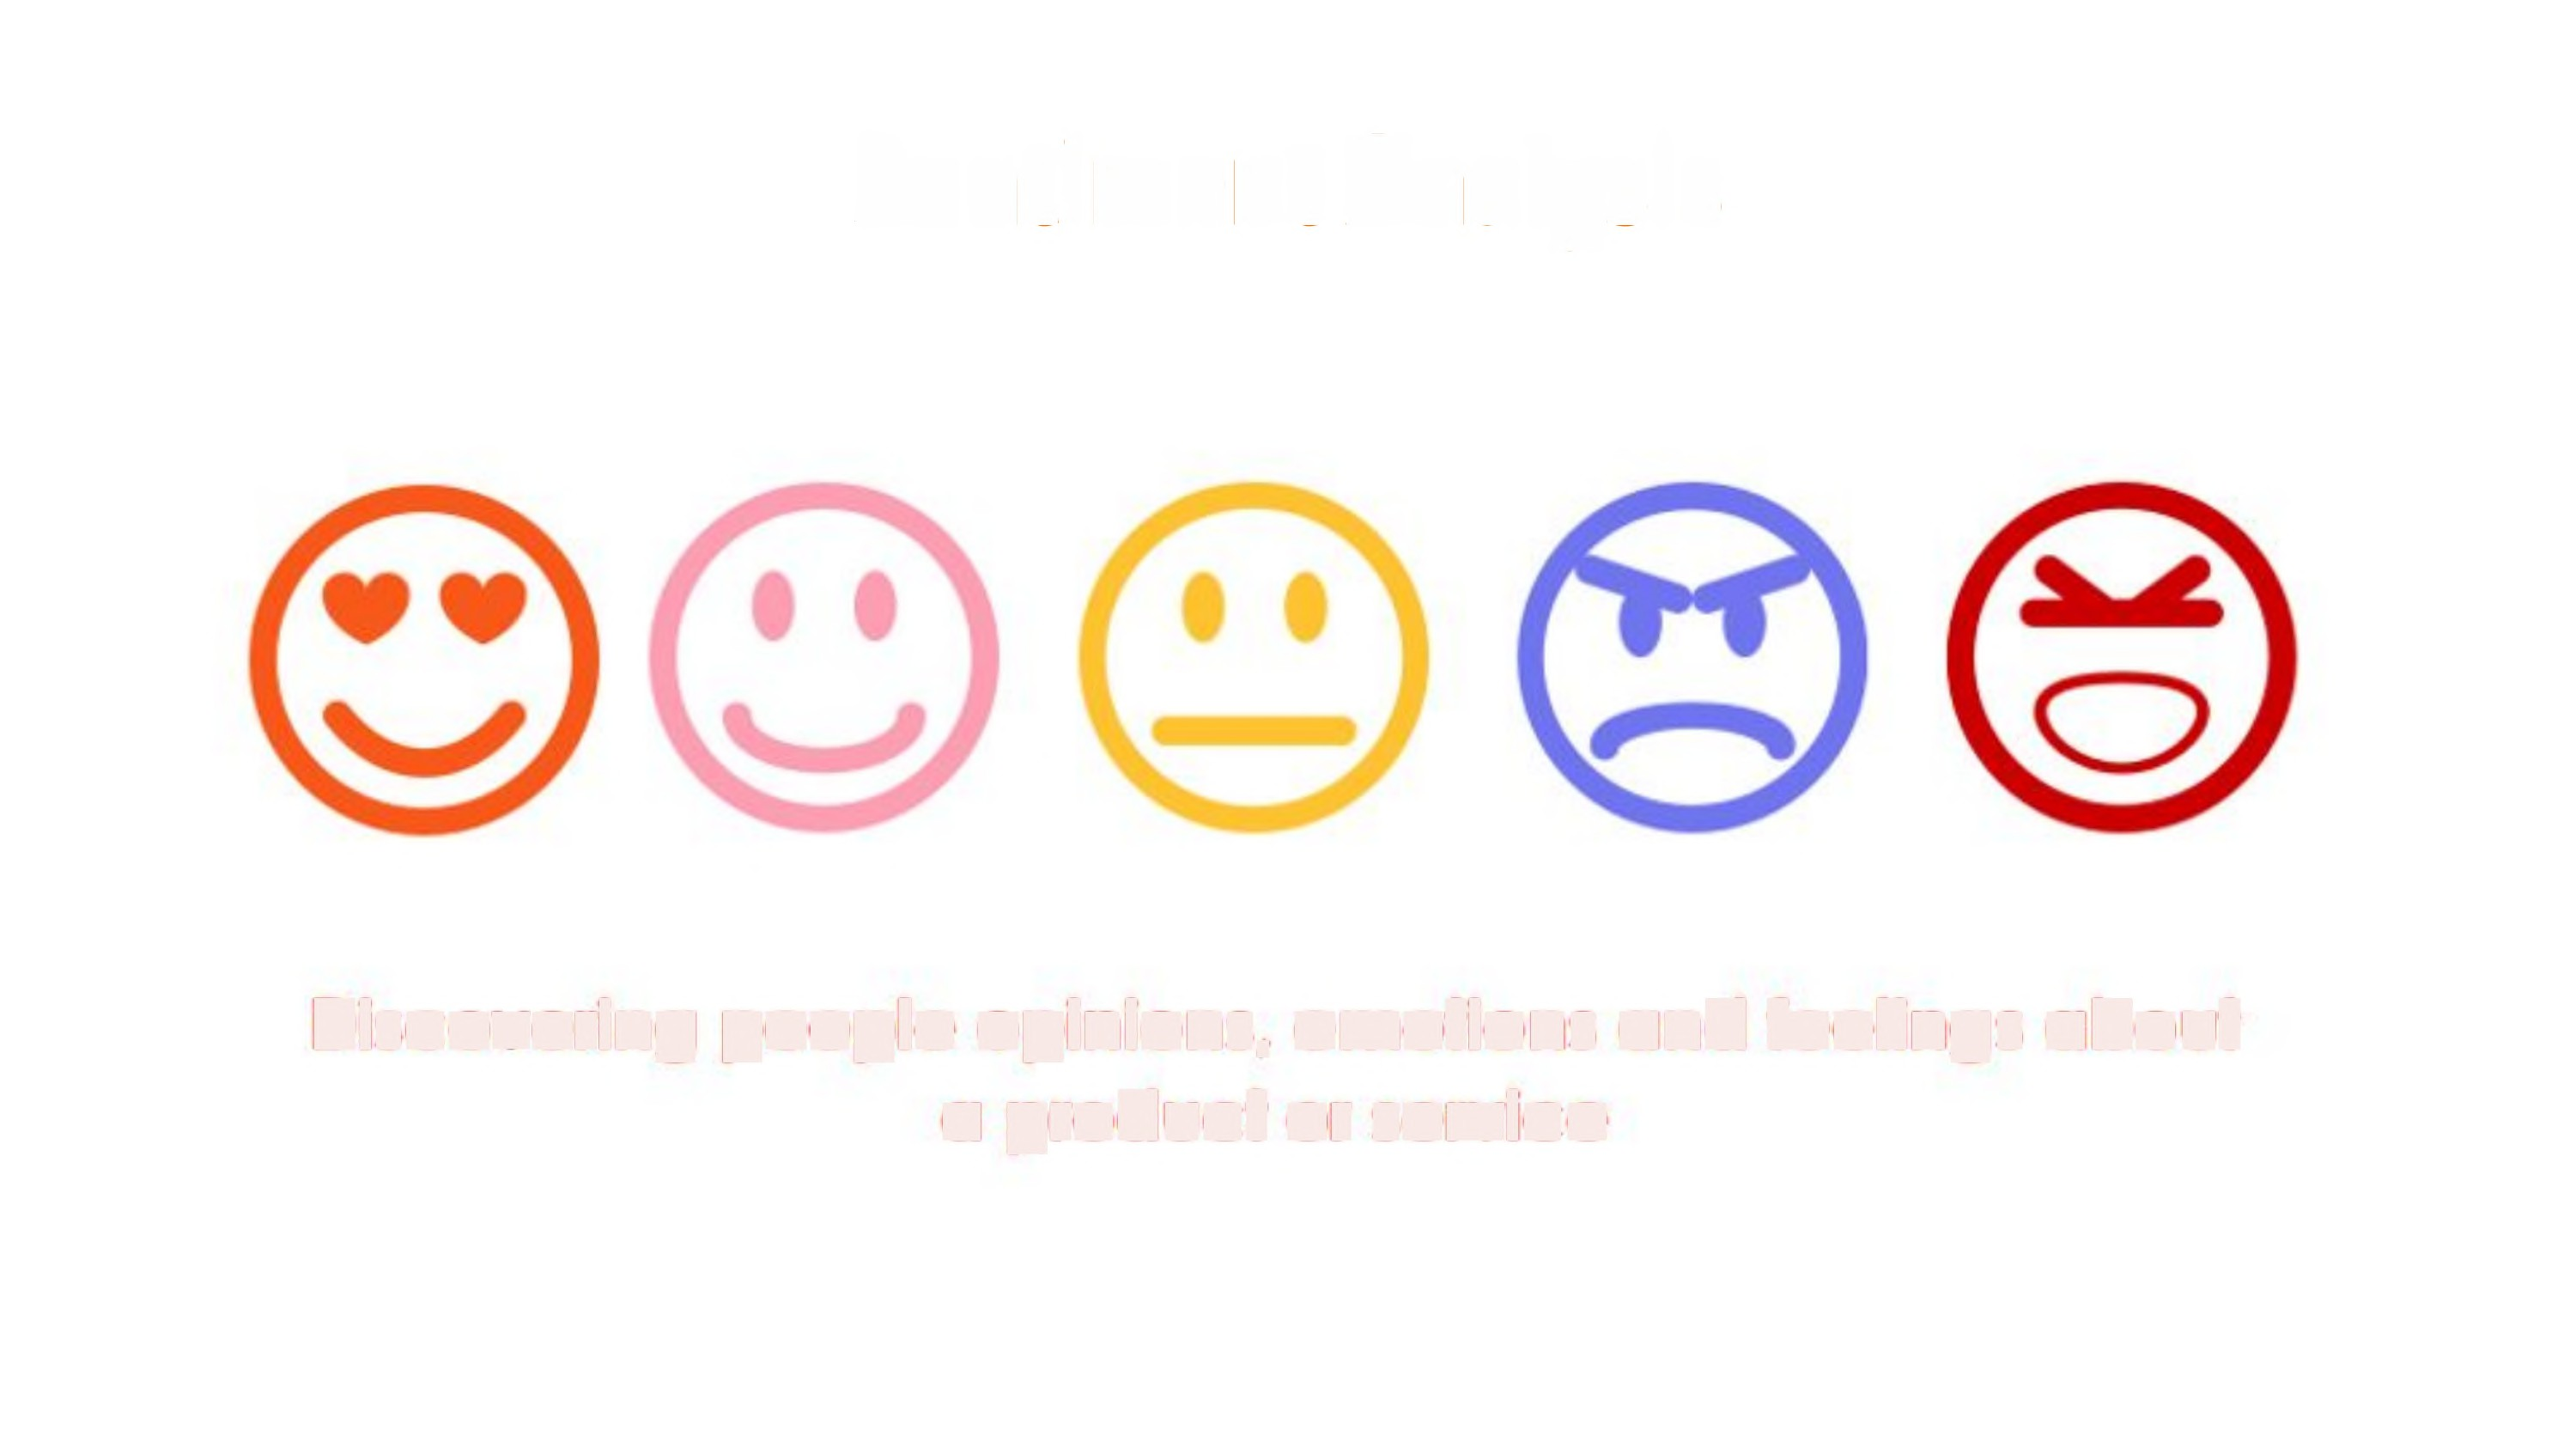 Discovering people opinions, emotions and feelings about
a product or service